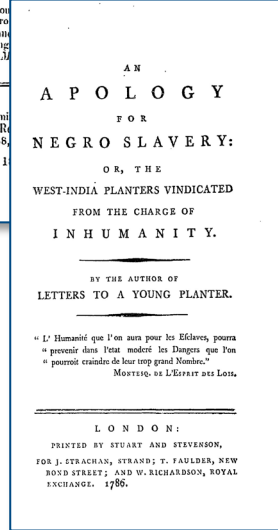 AN
APOLOGY
FOR
NEGRO SLAVERY:
OR, THE
WEST-INDIA PLANTERS VINDICATED
FROM THE CHARGE OF
INHUMANITY.
BY THE AUTHOR OF
LETTERS TO A YOUNG PLANTER.
“ L' Humanité que l'on aura pour les Esclaves, pourra
“ prevenir dans l'etat moderé les Dangers que l'on
“ pourroit craindre de leur trop grand Nombre.”
MONTESQ. DE L'ESPRIT DES LOIS.
LONDON:
PRINTED BY STUART AND STEVENSON,
FOR J. STRACHAN, STRAND; T. FAULDER, NEW
BOND STREET; AND W. RICHARDSON, ROYAL
EXCHANGE. 1786.